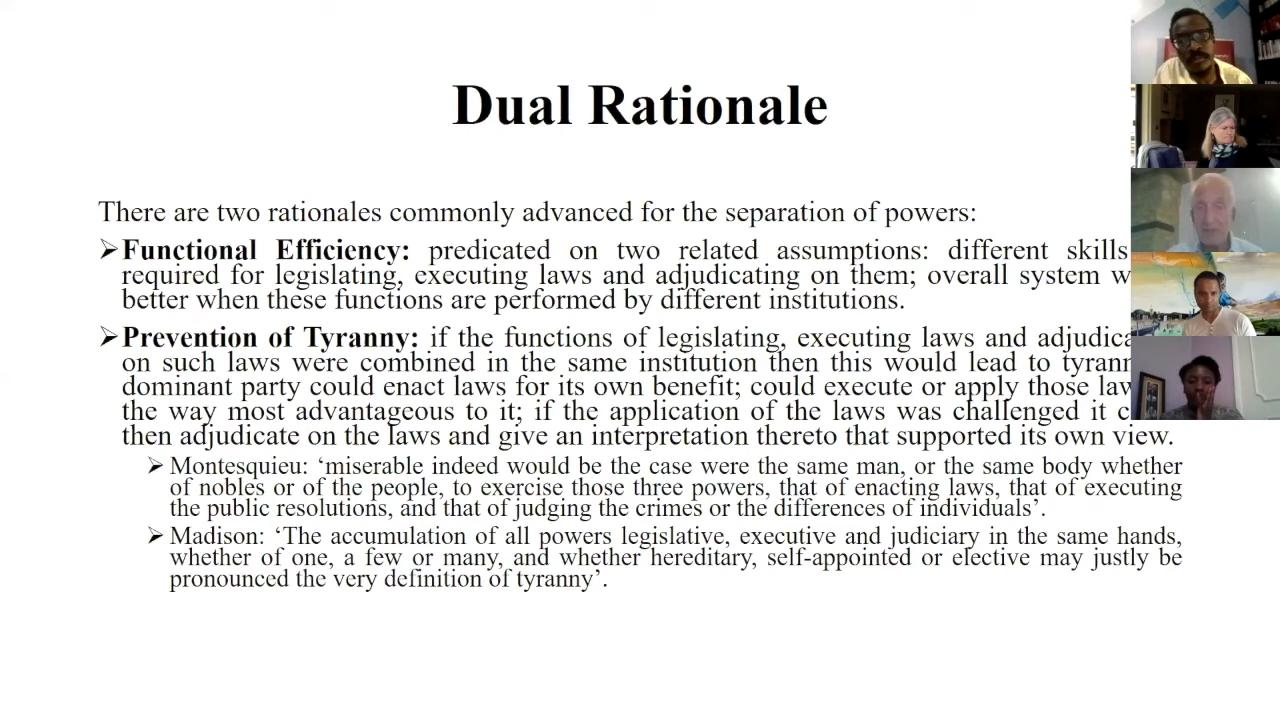 Dual Rationale
There are two rationales commonly advanced for the separation of powers:
➢Functional Efficiency: predicated on two related assumptions: different skills
required for legislating, executing laws and adjudicating on them; overall system
better when these functions are performed by different institutions.
➢Prevention of Tyranny: if the functions of legislating, executing laws and
on such laws were combined in the same institution then this would lead to
dominant party could enact laws for its own benefit; could execute or apply those
the way most advantageous to it; if the application of the laws was challenged it
then adjudicate on the laws and give an interpretation thereto that supported its own view.
➢ Montesquieu: ‘miserable indeed would be the case were the same man, or the same body whether
of nobles or of the people, to exercise those three powers, that of enacting laws, that of executing
the public resolutions, and that of judging the crimes or the differences of individuals’.
➢ Madison: ‘The accumulation of all powers legislative, executive and judiciary in the same hands,
whether of one, a few or many, and whether hereditary, self-appointed or elective may justly be
pronounced the very definition of tyranny’.